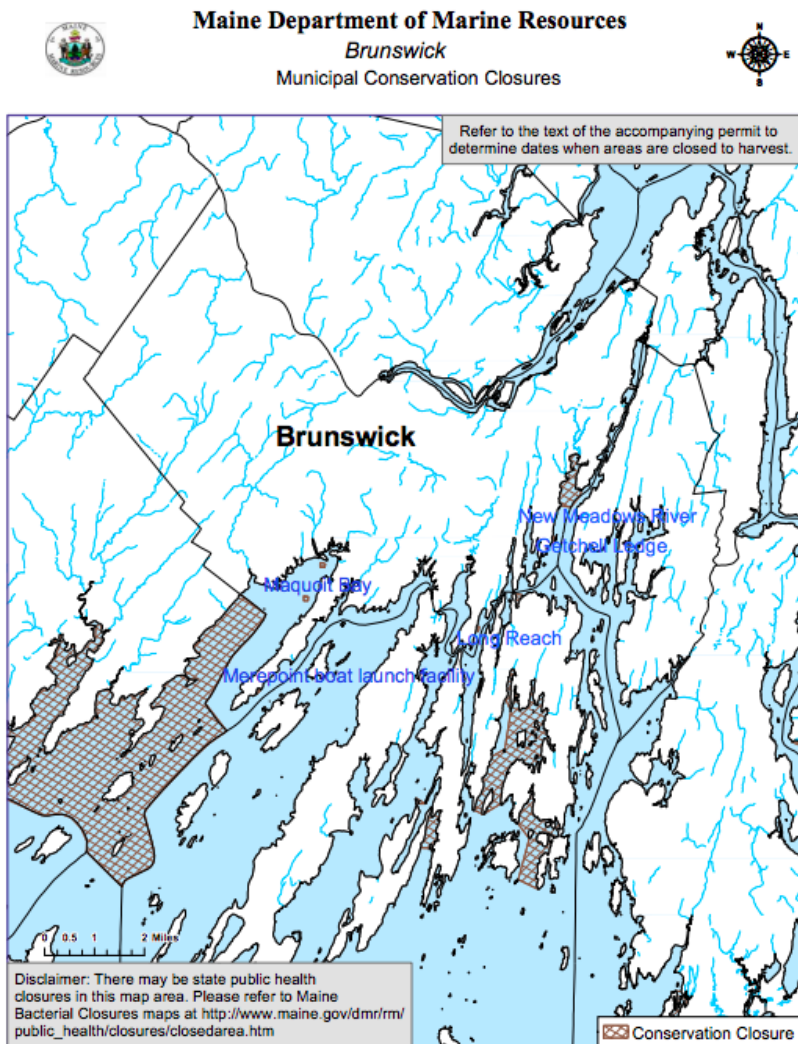 Maine Department of Marine Resources
Brunswick
Municipal Conservation Closures
MAINE
MARINE RESOURCES
N
W
E
S
Refer to the text of the accompanying permit to
determine dates when areas are closed to harvest.
Brunswick
New Meadows River
Getchell Ledge
Maquoit Bay
Long Reach
Merepoint boat launch facility
0 0.5 1 2 Miles
Disclaimer: There may be state public health
closures in this map area. Please refer to Maine
Bacterial Closures maps at http://www.maine.gov/dmr/rm/
public_health/closures/closedarea.htm
Conservation Closure